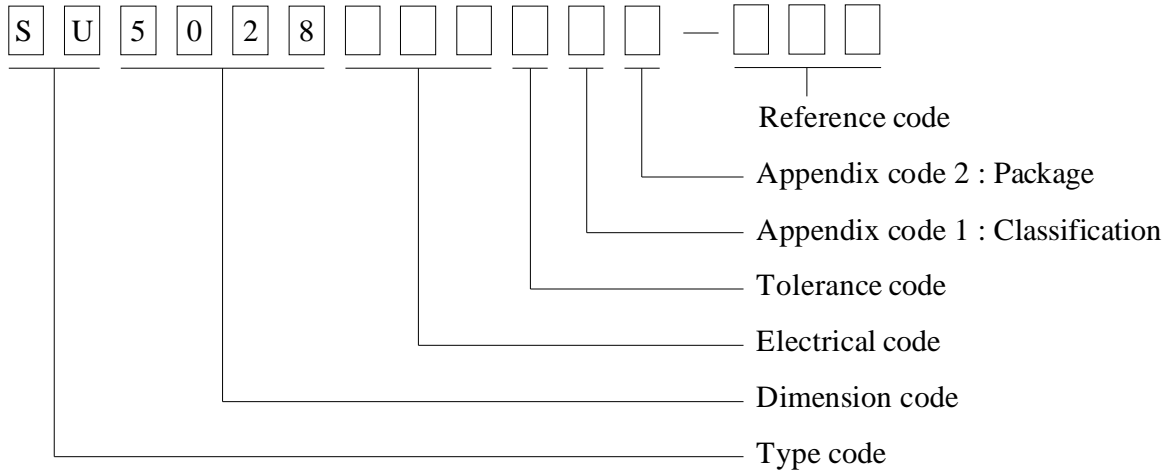 S U 5 0 2 8 —
Reference code
Appendix code 2 : Package
Appendix code 1 : Classification
Tolerance code
Electrical code
Dimension code
Type code